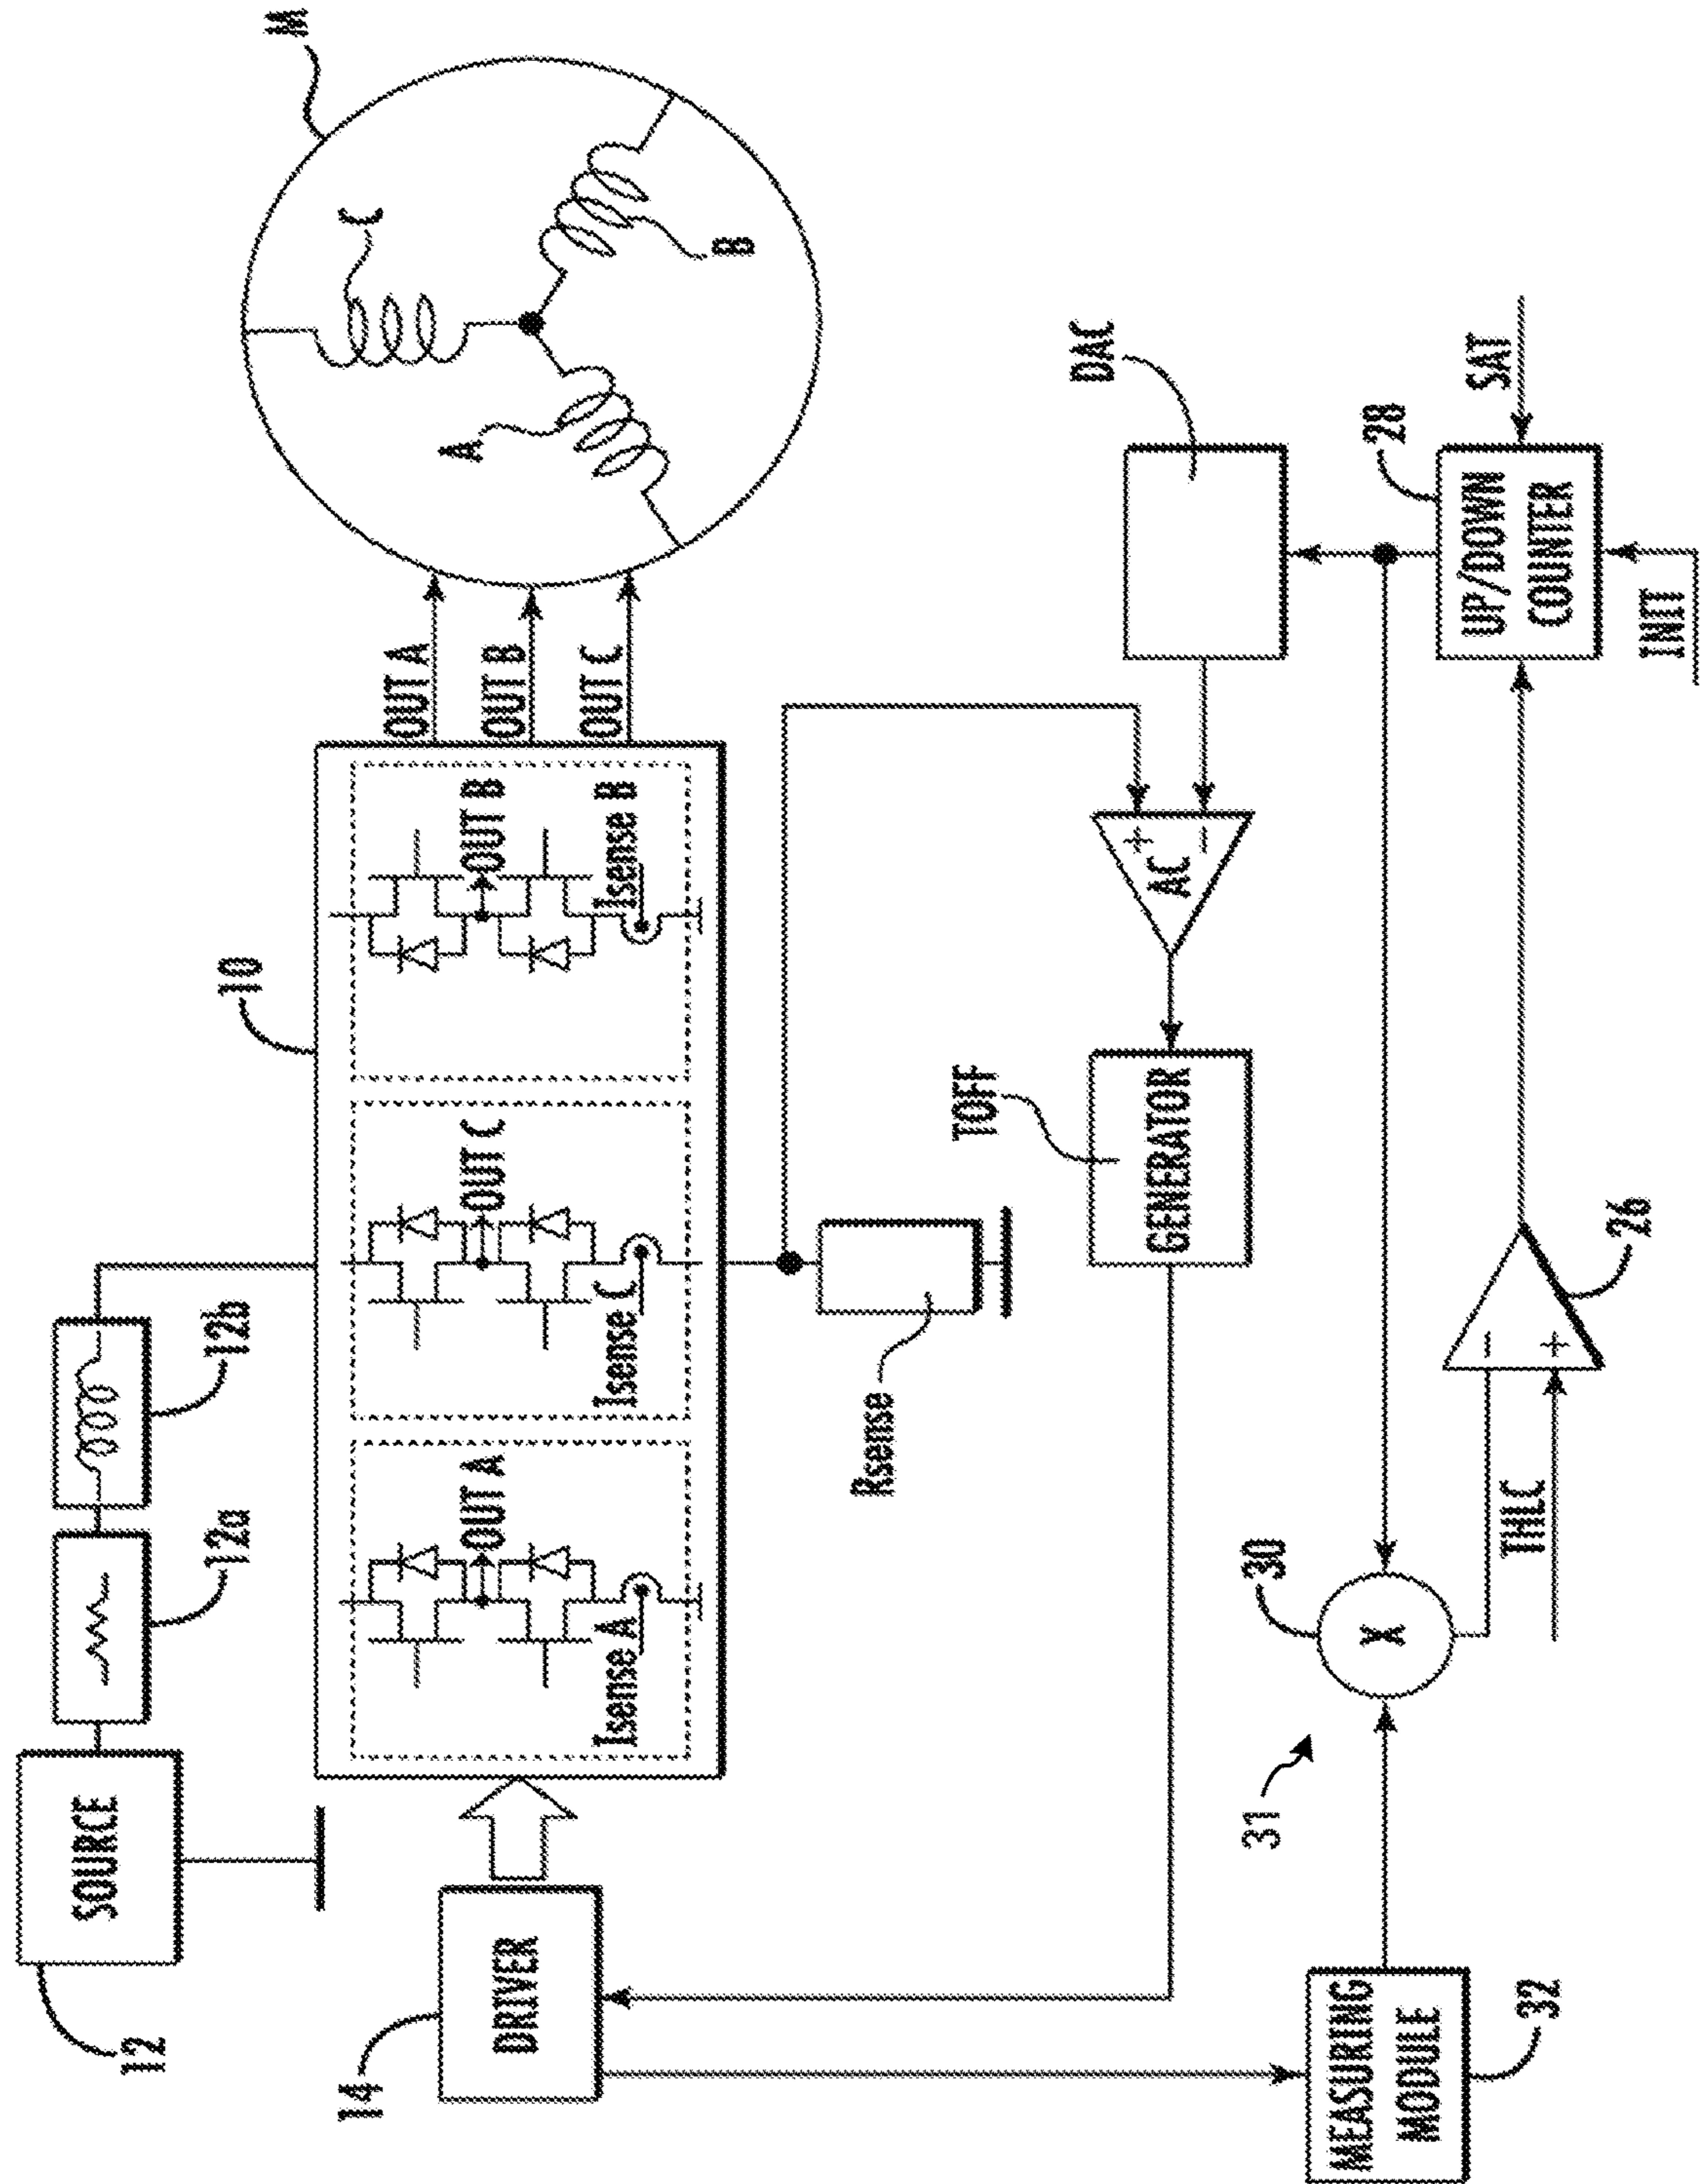 12
SOURCE
12a
12b
10
M
14
DRIVER
OUT A
Isense A
OUT C
Isense C
OUT B
Isense B
OUT A
OUT B
OUT C
A
C
B
Rsense
TOFF
GENERATOR
AC
+
−
DAC
31
30
X
THLC
−
+
26
28
UP/DOWN
COUNTER
SAT
INIT
MEASURING
MODULE
32